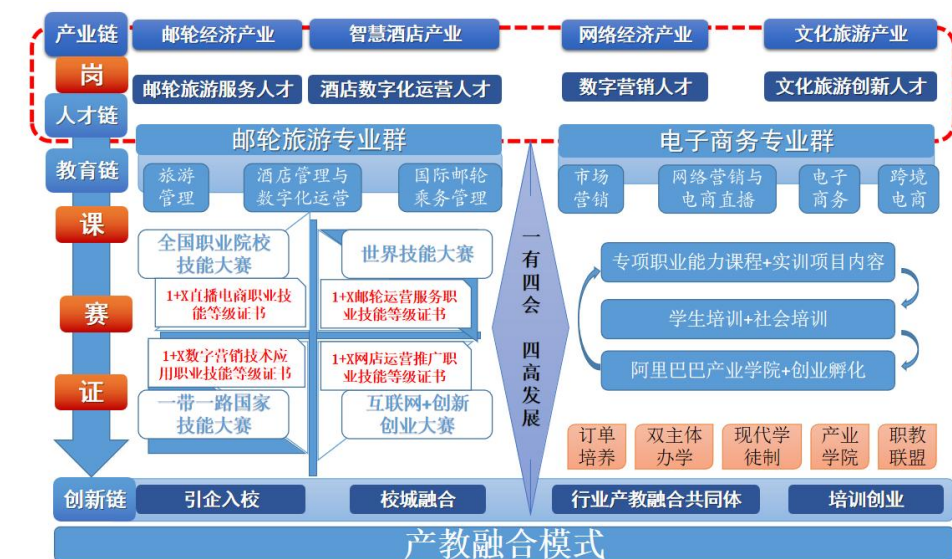 产业链
邮轮经济产业
智慧酒店产业
网络经济产业
文化旅游产业
岗
邮轮旅游服务人才
酒店数字化运营人才
数字营销人才
文化旅游创新人才
人才链
邮轮旅游专业群
电子商务专业群
教育链
旅游
管理
酒店管理与
数字化运营
国际邮轮
乘务管理
市场
营销
网络营销与
电商直播
电子
商务
跨境
电商
课
全国职业院校
技能大赛
世界技能大赛
1+X直播电商职业技
能等级证书
1+X邮轮运营服务职
业技能等级证书
赛
1+X数字营销技术应
用职业技能等级证书
1+X网店运营推广职
业技能等级证书
证
一带一路国家
技能大赛
互联网+创新
创业大赛
一有四会 四高发展
专项职业能力课程+实训项目内容
学生培训+社会培训
阿里巴巴产业学院+创业孵化
订单
培养
双主体
办学
现代学
徒制
产业
学院
职教
联盟
创新链
引企入校
校城融合
行业产教融合共同体
培训创业
产教融合模式